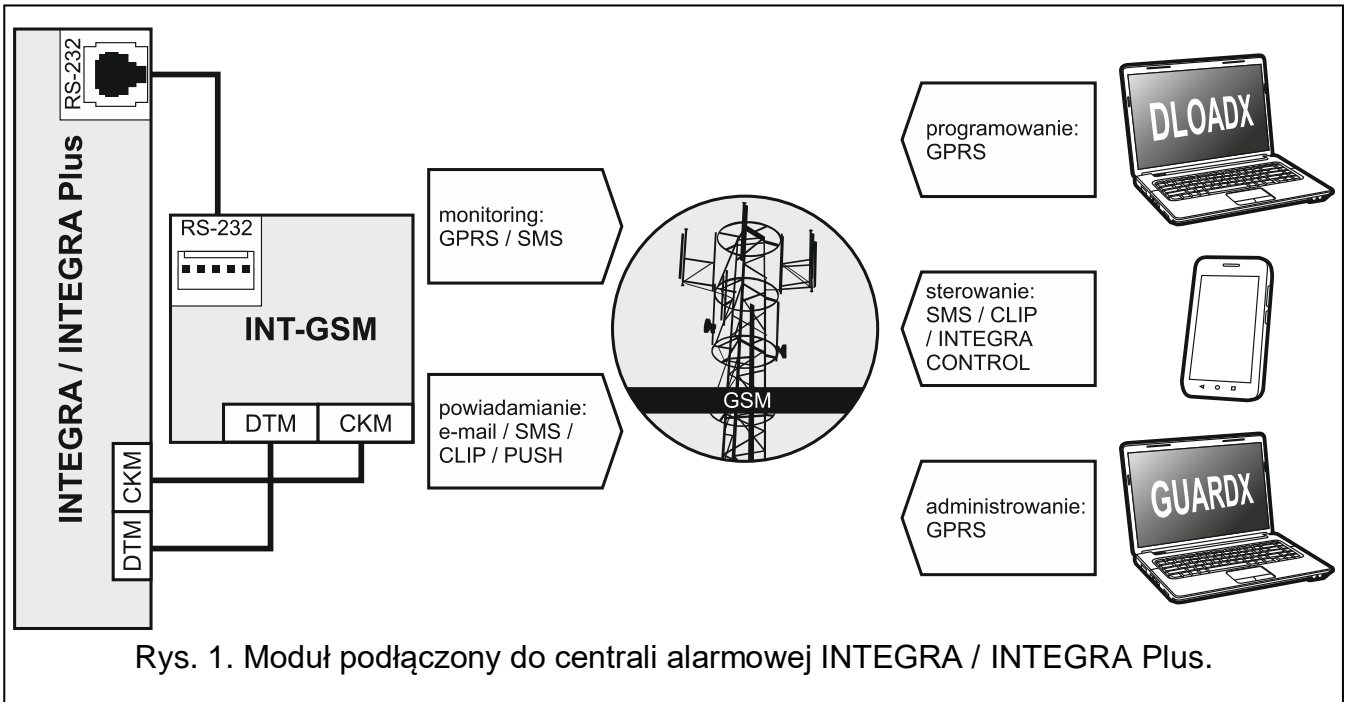 RS-232
INTEGRA / INTEGRA Plus
CKM
DTM
RS-232
INT-GSM
DTM
CKM
monitoring:
GPRS / SMS
powiadamianie:
e-mail / SMS /
CLIP / PUSH
GSM
programowanie:
GPRS
sterowanie:
SMS / CLIP
/ INTEGRA
CONTROL
administrowanie:
GPRS
DLOADX
GUARDX
Rys. 1. Moduł podłączony do centrali alarmowej INTEGRA / INTEGRA Plus.